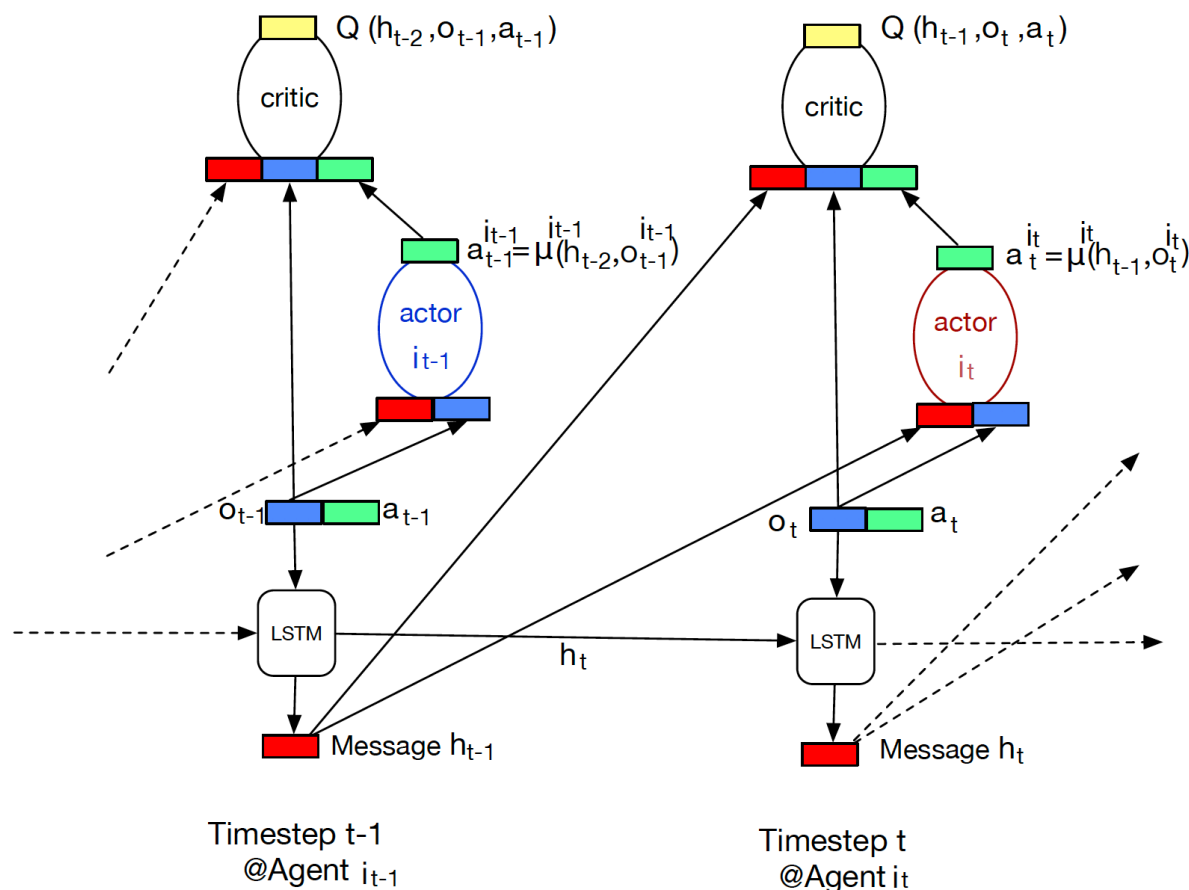 Q (h_{t-2}, o_{t-1}, a_{t-1})
critic
a_{t-1}^{i_{t-1}} = μ^{i_{t-1}}(h_{t-2}, o_{t-1}^{i_{t-1}})
actor
i_{t-1}
o_{t-1}
a_{t-1}
LSTM
h_t
Message h_{t-1}
Timestep t-1
@Agent i_{t-1}
Q (h_{t-1}, o_t, a_t)
critic
a_t^{i_t} = μ^{i_t}(h_{t-1}, o_t^{i_t})
actor
i_t
o_t
a_t
LSTM
Message h_t
Timestep t
@Agent i_t